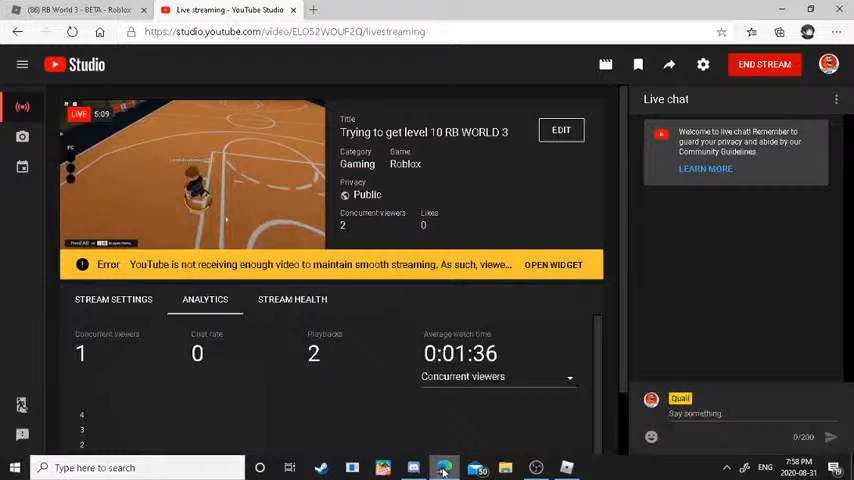 (86) RB World 3 - BETA - Roblox
Live streaming - YouTube Studio
https://studio.youtube.com/video/ELO52WOUF2Q/livestreaming
Studio
END STREAM
LIVE 5:09
Title
Trying to get level 10 RB WORLD 3
EDIT
Category Game
Gaming Roblox
Privacy
Public
Concurrent viewers Likes
2 0
Error YouTube is not receiving enough video to maintain smooth streaming. As such, viewe... OPEN WIDGET
STREAM SETTINGS ANALYTICS STREAM HEALTH
Concurrent viewers Chat rate Playbacks Average watch time
1 0 2 0:01:36
Concurrent viewers
4
3
2
Live chat
Welcome to live chat! Remember to
guard your privacy and abide by our
Community Guidelines.
LEARN MORE
Quail
Say something
0/200
Type here to search
50
ENG
7:58 PM
2020-08-31
19